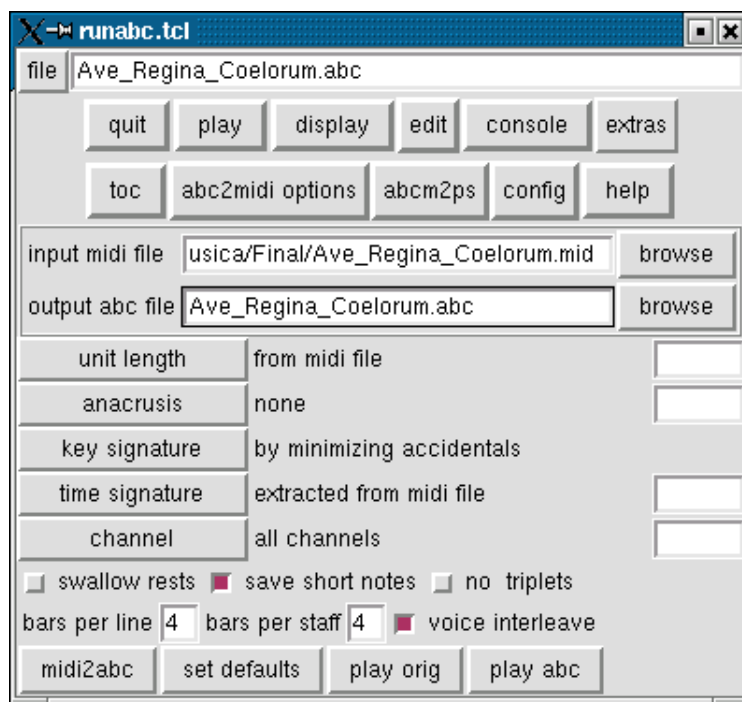 runabc.tcl
file Ave_Regina_Coelorum.abc
quit play display edit console extras
toc abc2midi options abcm2ps config help
input midi file usica/Final/Ave_Regina_Coelorum.mid browse
output abc file Ave_Regina_Coelorum.abc browse
unit length from midi file
anacrusis none
key signature by minimizing accidentals
time signature extracted from midi file
channel all channels
swallow rests save short notes no triplets
bars per line 4 bars per staff 4 voice interleave
midi2abc set defaults play orig play abc